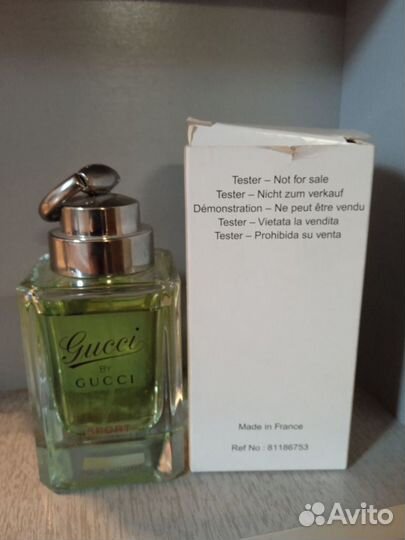 Gucci
BY
GUCCI
SPORT
Tester – Not for sale
Tester – Nicht zum verkauf
Démonstration – Ne peut être vendu
Tester – Vietata la vendita
Tester – Prohibida su venta
Made in France
Ref No : 81186753
Avito